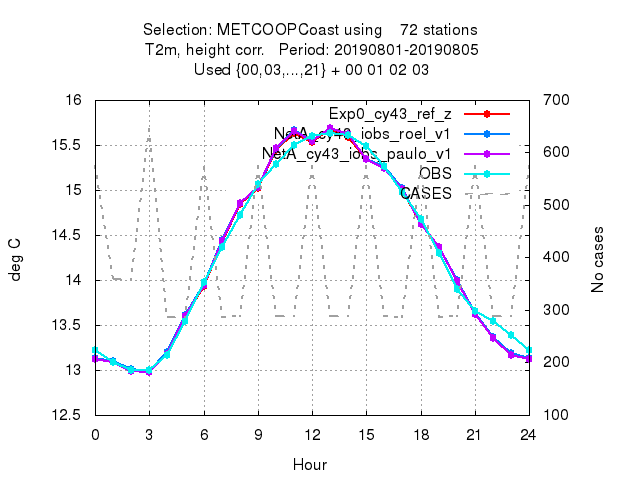 Selection: METCOOPCoast using 72 stations
T2m, height corr. Period: 20190801-20190805
Used {00,03,...,21} + 00 01 02 03
16
15.5
15
14.5
14
13.5
13
12.5
700
600
500
400
300
200
100
Exp0_cy43_ref_z
NetA_cy43_iobs_roel_v1
NetA_cy43_iobs_paulo_v1
OBS
CASES
deg C
No cases
0 3 6 9 12 15 18 21 24
Hour